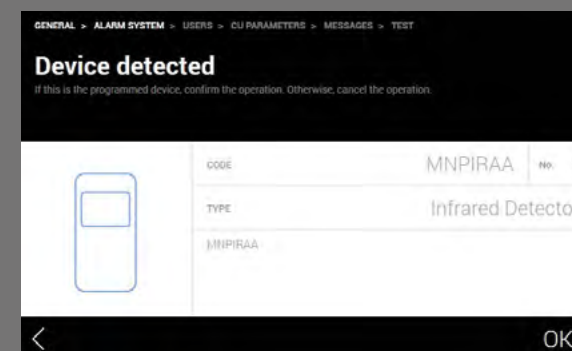 GENERAL > ALARM SYSTEM > USERS > CU PARAMETERS > MESSAGES > TEST
Device detected
If this is the programmed device, confirm the operation. Otherwise, cancel the operation.
CODE MNPIRAA No.
TYPE Infrared Detecto
MNPIRAA
< OK